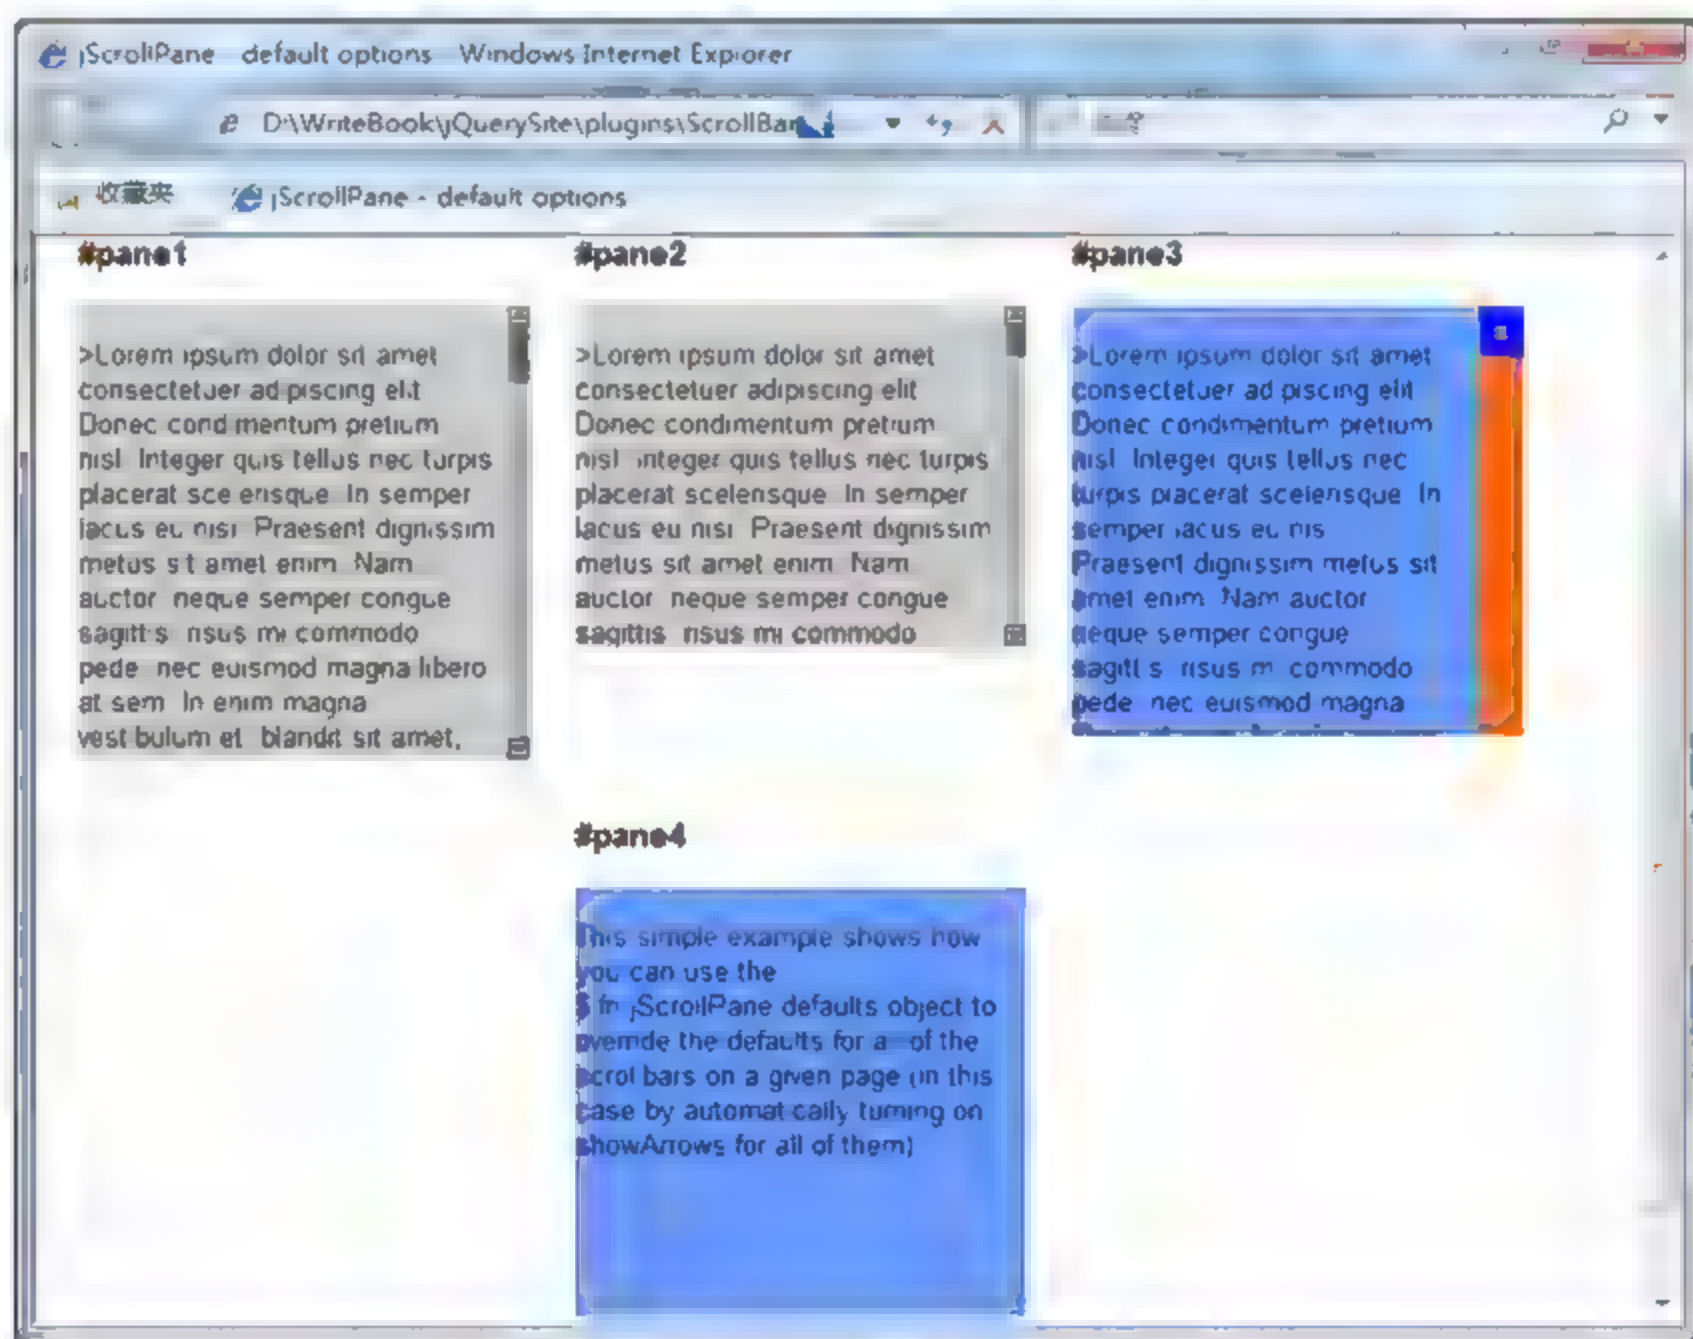 jScrollPane default options Windows Internet Explorer
D:\WriteBook\jQuerySite\plugins\ScrollBar
收藏夹 jScrollPane - default options
#pane1
>Lorem ipsum dolor sit amet
consectetuer adipiscing elit
Donec condimentum pretium
nisl Integer quis tellus nec turpis
placerat scelerisque In semper
lacus eu nisi Praesent dignissim
metus sit amet enim Nam
auctor neque semper congue
sagittis risus mi commodo
pede nec euismod magna libero
at sem In enim magna
vestibulum et blandit sit amet,
#pane2
>Lorem ipsum dolor sit amet
consectetuer adipiscing elit
Donec condimentum pretium
nisl Integer quis tellus nec turpis
placerat scelerisque In semper
lacus eu nisi Praesent dignissim
metus sit amet enim Nam
auctor neque semper congue
sagittis risus mi commodo
#pane3
>Lorem ipsum dolor sit amet
consectetuer adipiscing elit
Donec condimentum pretium
nisl Integer quis tellus nec
turpis placerat scelerisque In
semper lacus eu nisi
Praesent dignissim metus sit
amet enim Nam auctor
neque semper congue
sagittis risus mi commodo
pede nec euismod magna
#pane4
This simple example shows how
you can use the
$ fn jScrollPane defaults object to
override the defaults for all of the
scrollbars on a given page (in this
case by automatically turning on
showArrows for all of them)